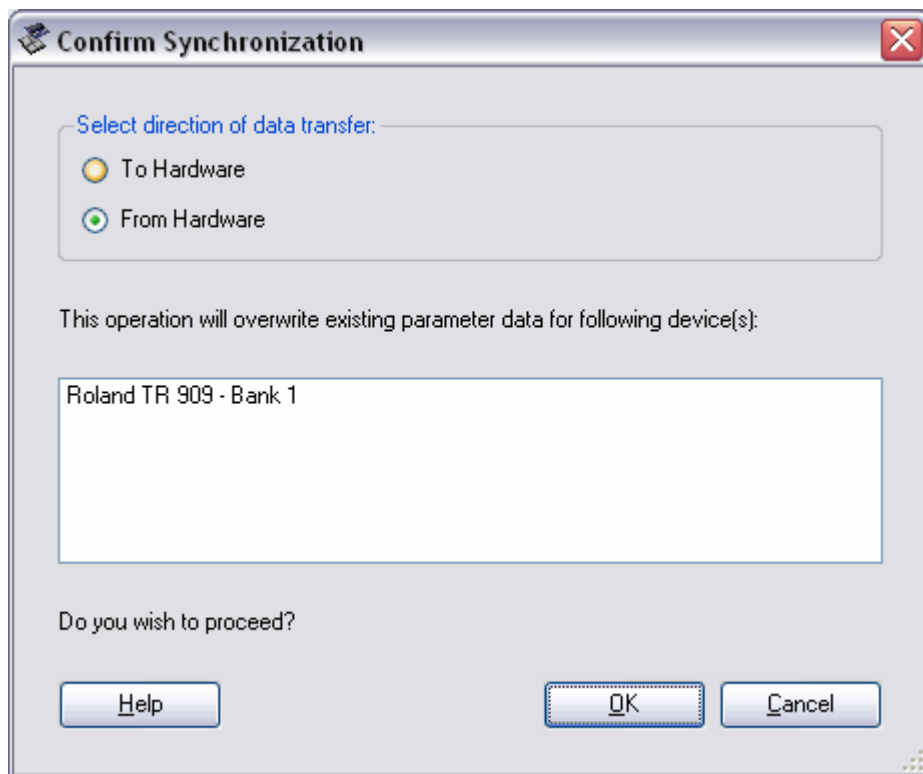 Confirm Synchronization
Select direction of data transfer:
To Hardware
From Hardware
This operation will overwrite existing parameter data for following device(s):
Roland TR 909 - Bank 1
Do you wish to proceed?
Help
OK
Cancel